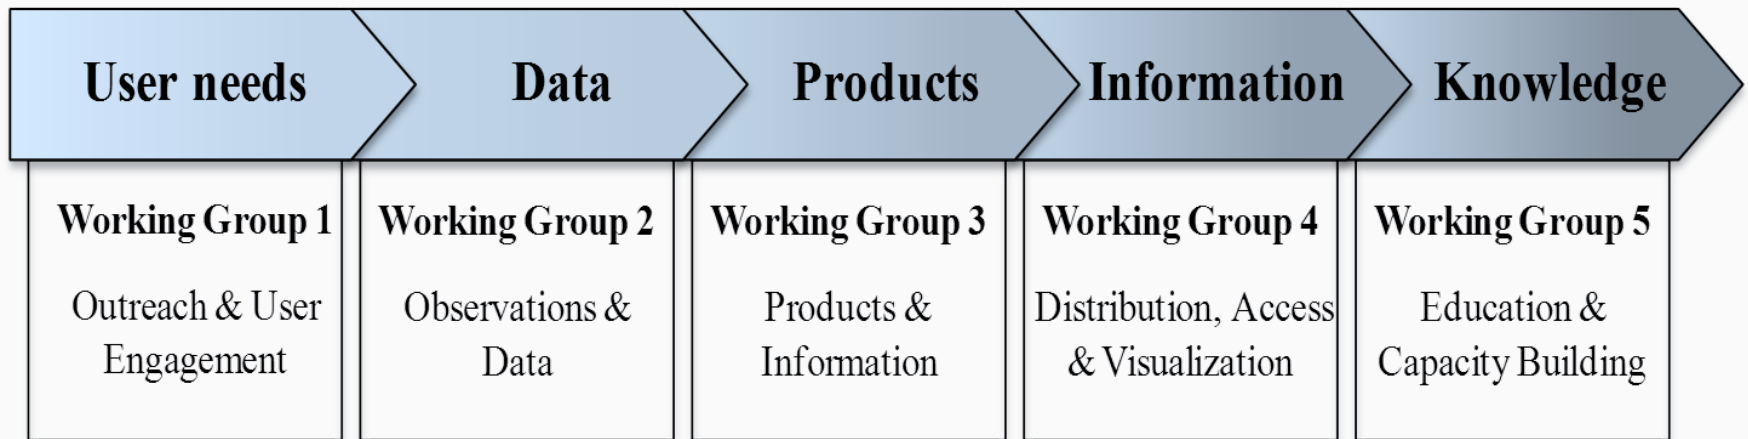 User needs
Data
Products
Information
Knowledge
Working Group 1
Outreach & User
Engagement
Working Group 2
Observations &
Data
Working Group 3
Products &
Information
Working Group 4
Distribution, Access
& Visualization
Working Group 5
Education &
Capacity Building